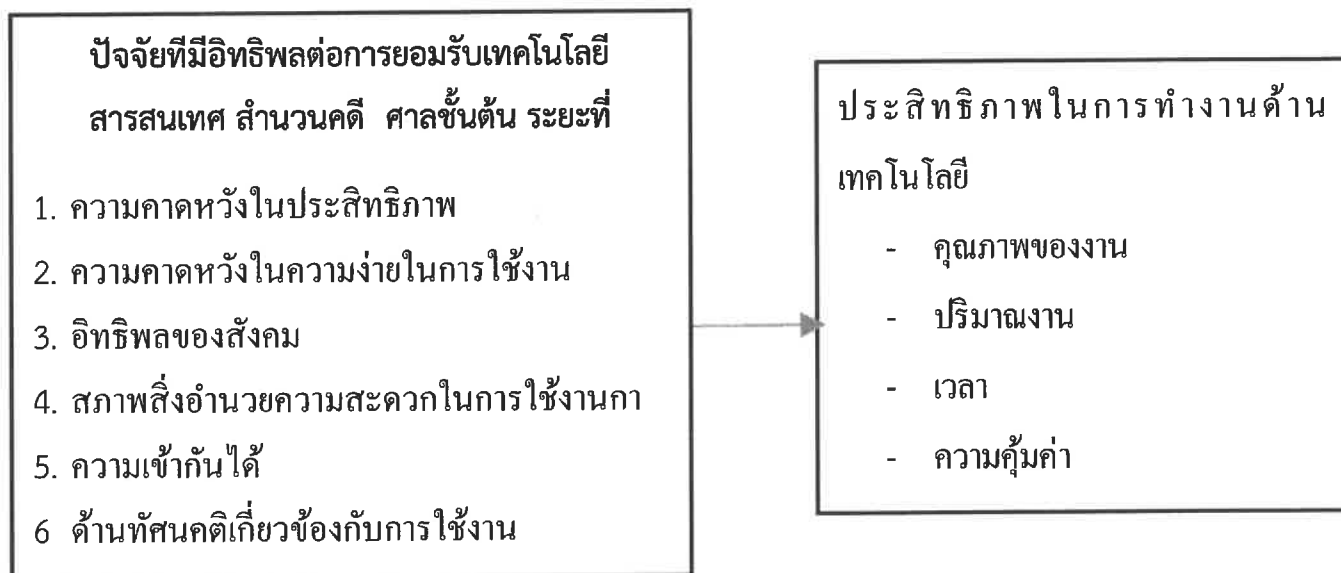 ปัจจัยที่มีอิทธิพลต่อการยอมรับเทคโนโลยี
สารสนเทศ สำนวนคดี ศาลชั้นต้น ระยะที่
1. ความคาดหวังในประสิทธิภาพ
2. ความคาดหวังในความง่ายในการใช้งาน
3. อิทธิพลของสังคม
4. สภาพสิ่งอำนวยความสะดวกในการใช้งานกา
5. ความเข้ากันได้
6 ด้านทัศนคติเกี่ยวข้องกับการใช้งาน
ประสิทธิภาพในการทำงานด้าน
เทคโนโลยี
- คุณภาพของงาน
- ปริมาณงาน
- เวลา
- ความคุ้มค่า